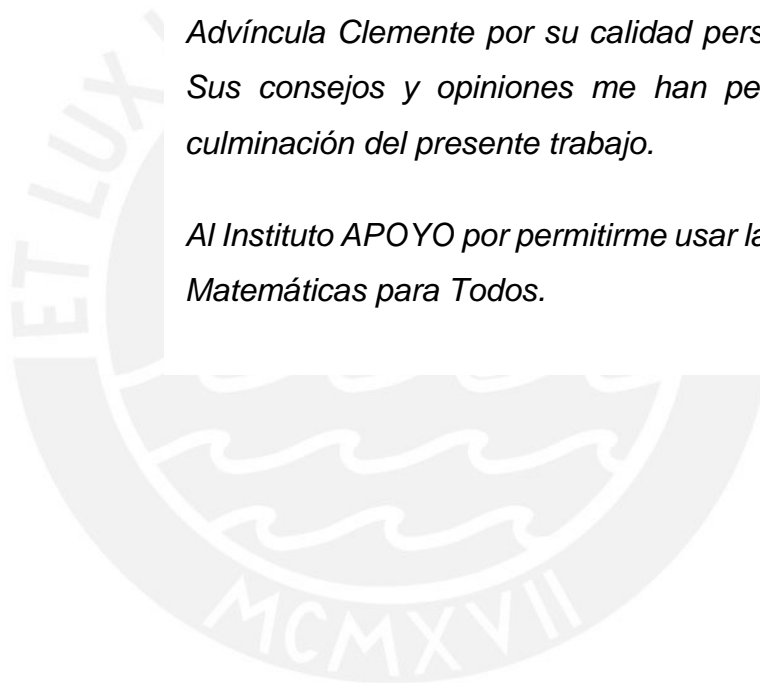 Advíncula Clemente por su calidad pers
Sus consejos y opiniones me han pe
culminación del presente trabajo.
Al Instituto APOYO por permitirme usar la
Matemáticas para Todos.
ET LUX
MCMXVII